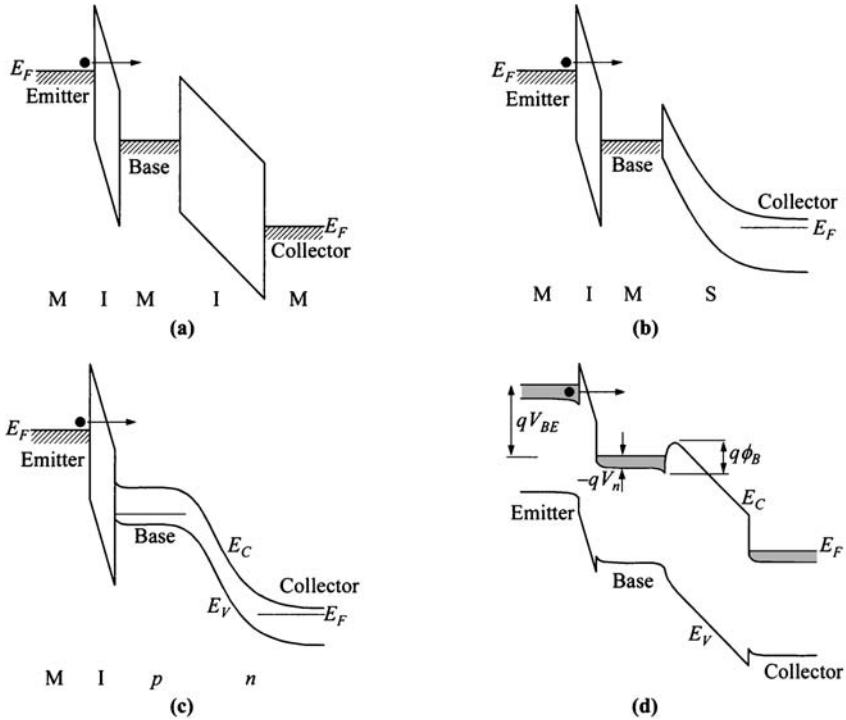 E_F
Emitter
Base
E_F
Collector
M I M I M
(a)
E_F
Emitter
Base
Collector
E_F
M I M S
(b)
E_F
Emitter
Base
E_C
E_V
Collector
E_F
M I p n
(c)
qV_BE
−qV_n
qϕ_B
E_C
Emitter
E_F
Base
E_V
Collector
(d)